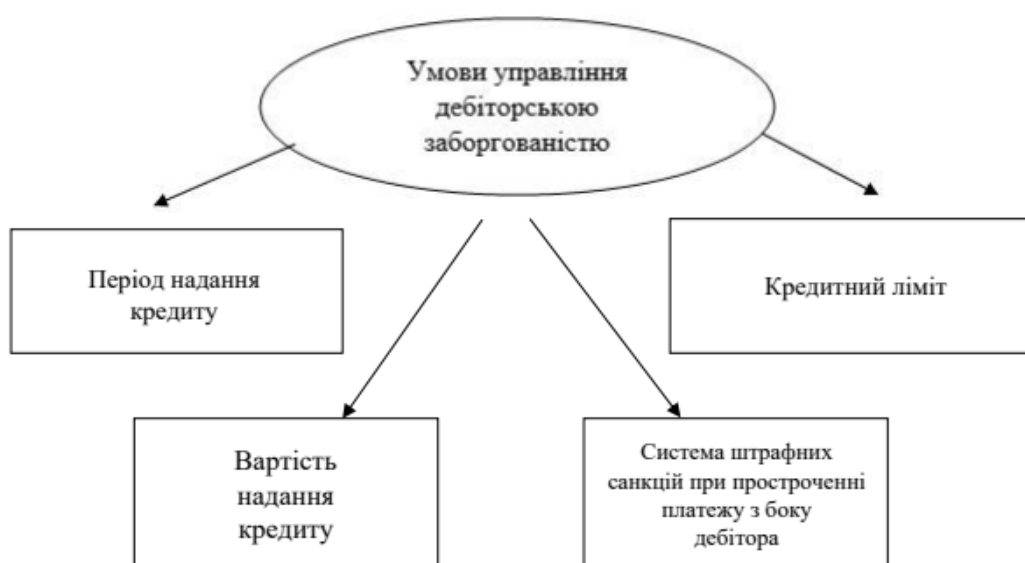 Умови управління
дебіторською
заборгованістю
Період надання
кредиту
Кредитний ліміт
Вартість
надання
кредиту
Система штрафних
санкцій при простроченні
платежу з боку
дебітора